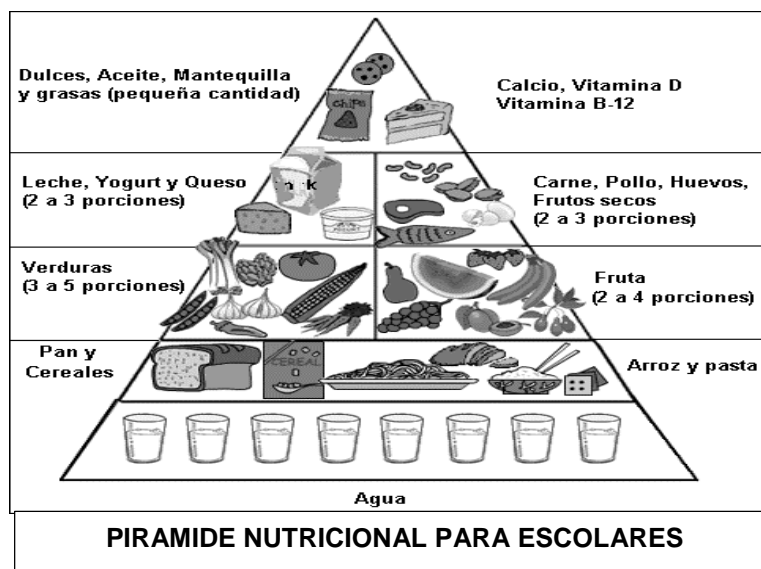 Dulces, Aceite, Mantequilla
y grasas (pequeña cantidad)
Calcio, Vitamina D
Vitamina B-12
Chips
Leche, Yogurt y Queso
(2 a 3 porciones)
Carne, Pollo, Huevos,
Frutos secos
(2 a 3 porciones)
Verduras
(3 a 5 porciones)
Fruta
(2 a 4 porciones)
Pan y
Cereales
CEREAL
Arroz y pasta
Agua
PIRAMIDE NUTRICIONAL PARA ESCOLARES